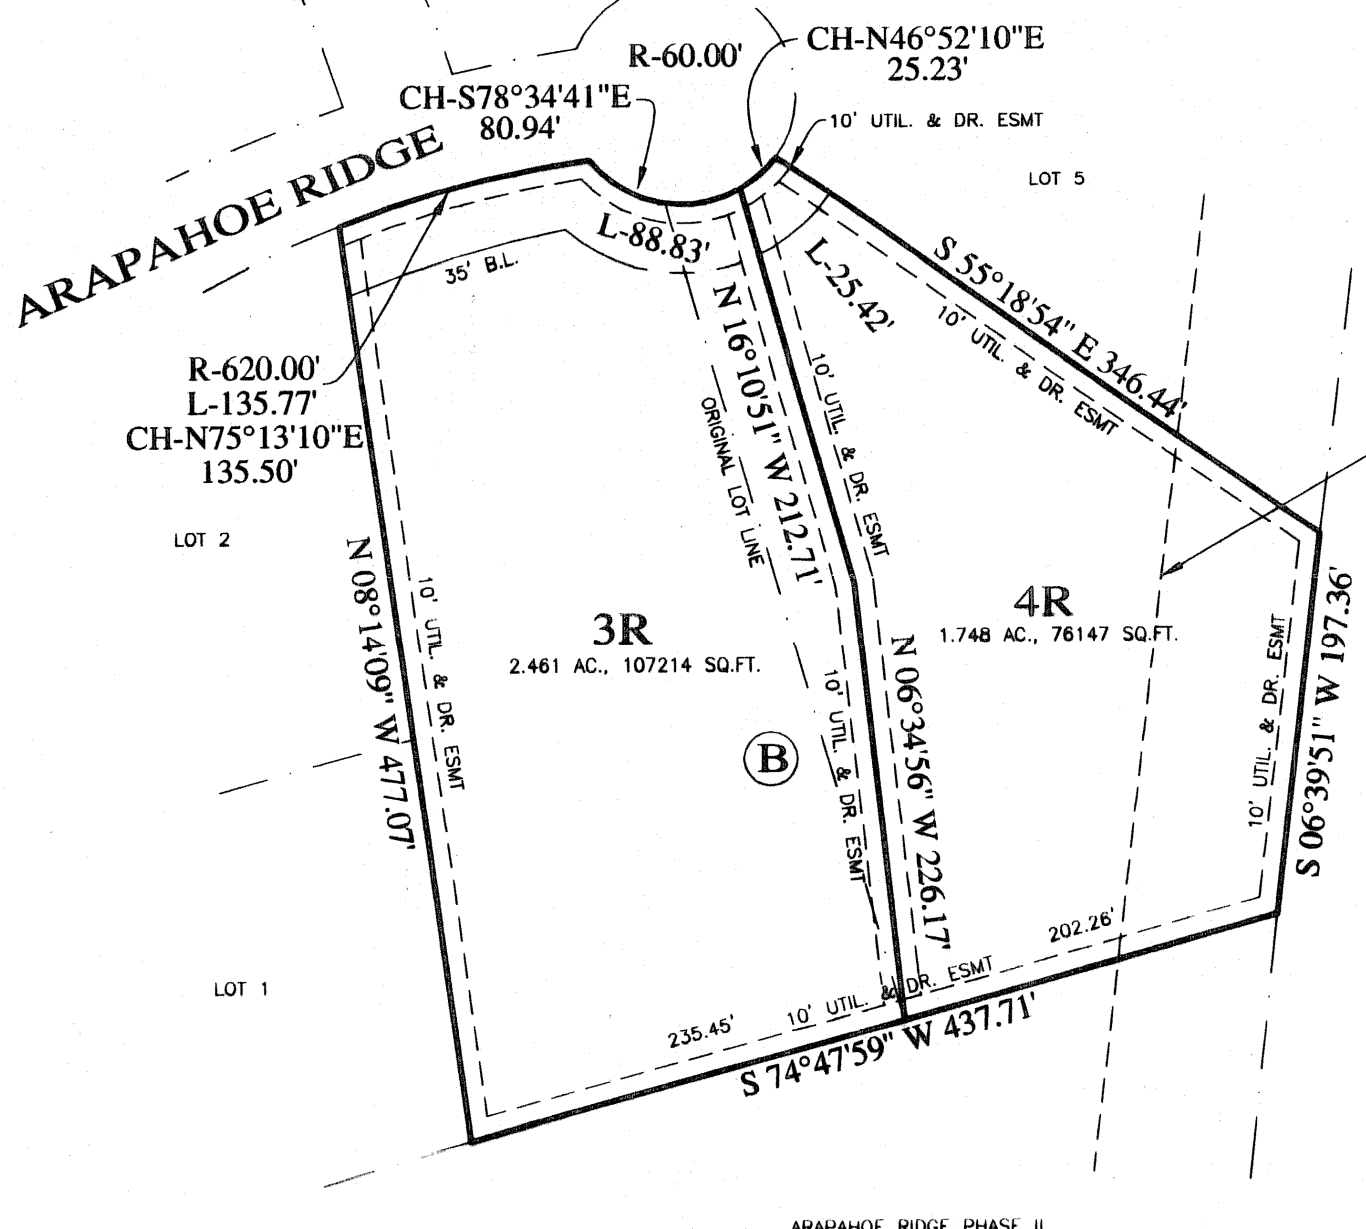 R-60.00'
CH-N46°52'10"E
25.23'
CH-S78°34'41"E
80.94'
10' UTIL. & DR. ESMT
ARAPAHOE RIDGE
LOT 5
L-88.83'
L-25.42'
35' B.L.
S 55°18'54" E 346.44'
10' UTIL. & DR. ESMT
R-620.00'
L-135.77'
CH-N75°13'10"E
135.50'
N 16°10'51" W 212.71'
10' UTIL. & DR. ESMT
ORIGINAL LOT LINE
LOT 2
N 08°14'09" W 477.07'
10' UTIL. & DR. ESMT
3R
2.461 AC., 107214 SQ.FT.
4R
1.748 AC., 76147 SQ.FT.
10' UTIL. & DR. ESMT
N 06°34'56" W 226.17'
10' UTIL. & DR. ESMT
S 06°39'51" W 197.36'
B
202.26'
LOT 1
235.45'
10' UTIL. & DR. ESMT
S 74°47'59" W 437.71'
ARAPAHOE RIDGE PHASE II